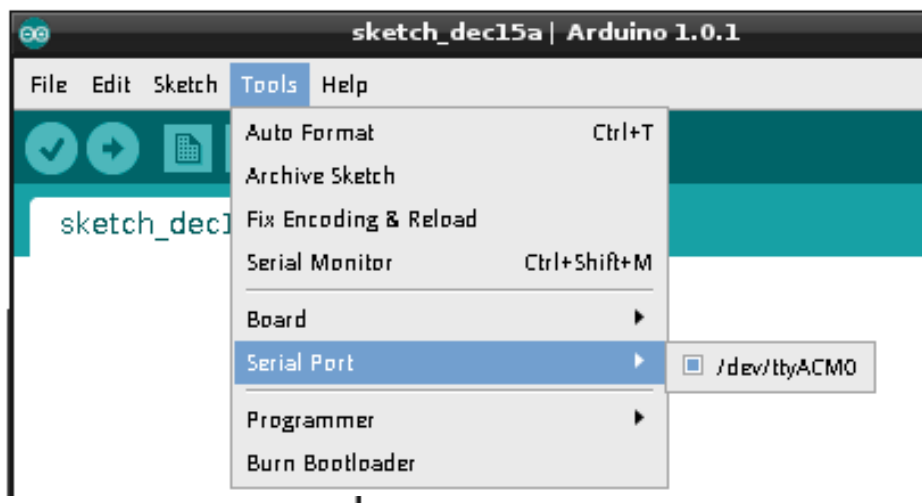 sketch_dec15a | Arduino 1.0.1
File Edit Sketch Tools Help
Auto Format Ctrl+T
Archive Sketch
sketch_dec1
Fix Encoding & Reload
Serial Monitor Ctrl+Shift+M
Board
Serial Port
/dev/ttyACM0
Programmer
Burn Bootloader